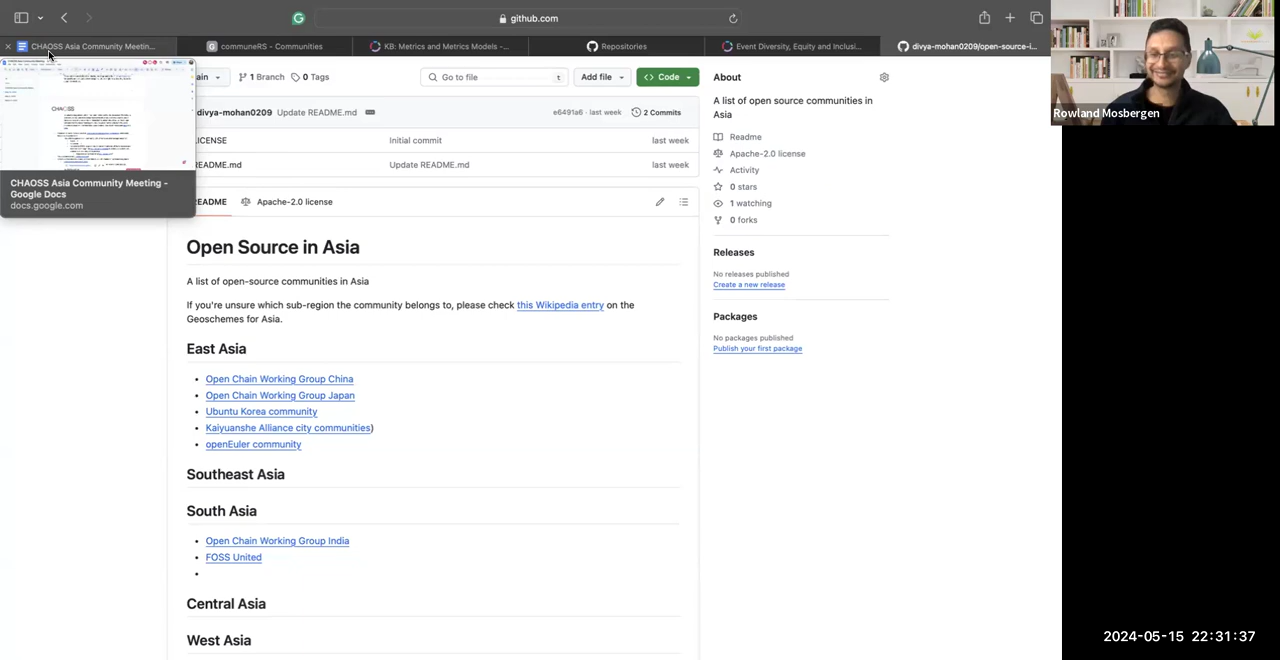 github.com
CHAOSS Asia Community Meetin...
communeRS - Communities
KB: Metrics and Metrics Models -...
Repositories
Event Diversity, Equity and Inclusi...
divya-mohan0209/open-source-i...
ain
1 Branch
0 Tags
Go to file
t
Add file
Code
About
A list of open source communities in
Asia
divya-mohan0209
Update README.md
e6491a6 · last week
2 Commits
ICENSE
Initial commit
last week
README.md
Update README.md
last week
Readme
Apache-2.0 license
Activity
0 stars
1 watching
0 forks
CHAOSS
CHAOSS Asia Community Meeting -
Google Docs
docs.google.com
README
Apache-2.0 license
Releases
No releases published
Create a new release
Packages
No packages published
Publish your first package
Open Source in Asia
A list of open-source communities in Asia
If you're unsure which sub-region the community belongs to, please check this Wikipedia entry on the
Geoschemes for Asia.
East Asia
• Open Chain Working Group China
• Open Chain Working Group Japan
• Ubuntu Korea community
• Kaiyuanshe Alliance city communities)
• openEuler community
Southeast Asia
South Asia
• Open Chain Working Group India
• FOSS United
•
Central Asia
West Asia
Rowland Mosbergen
2024-05-15 22:31:37